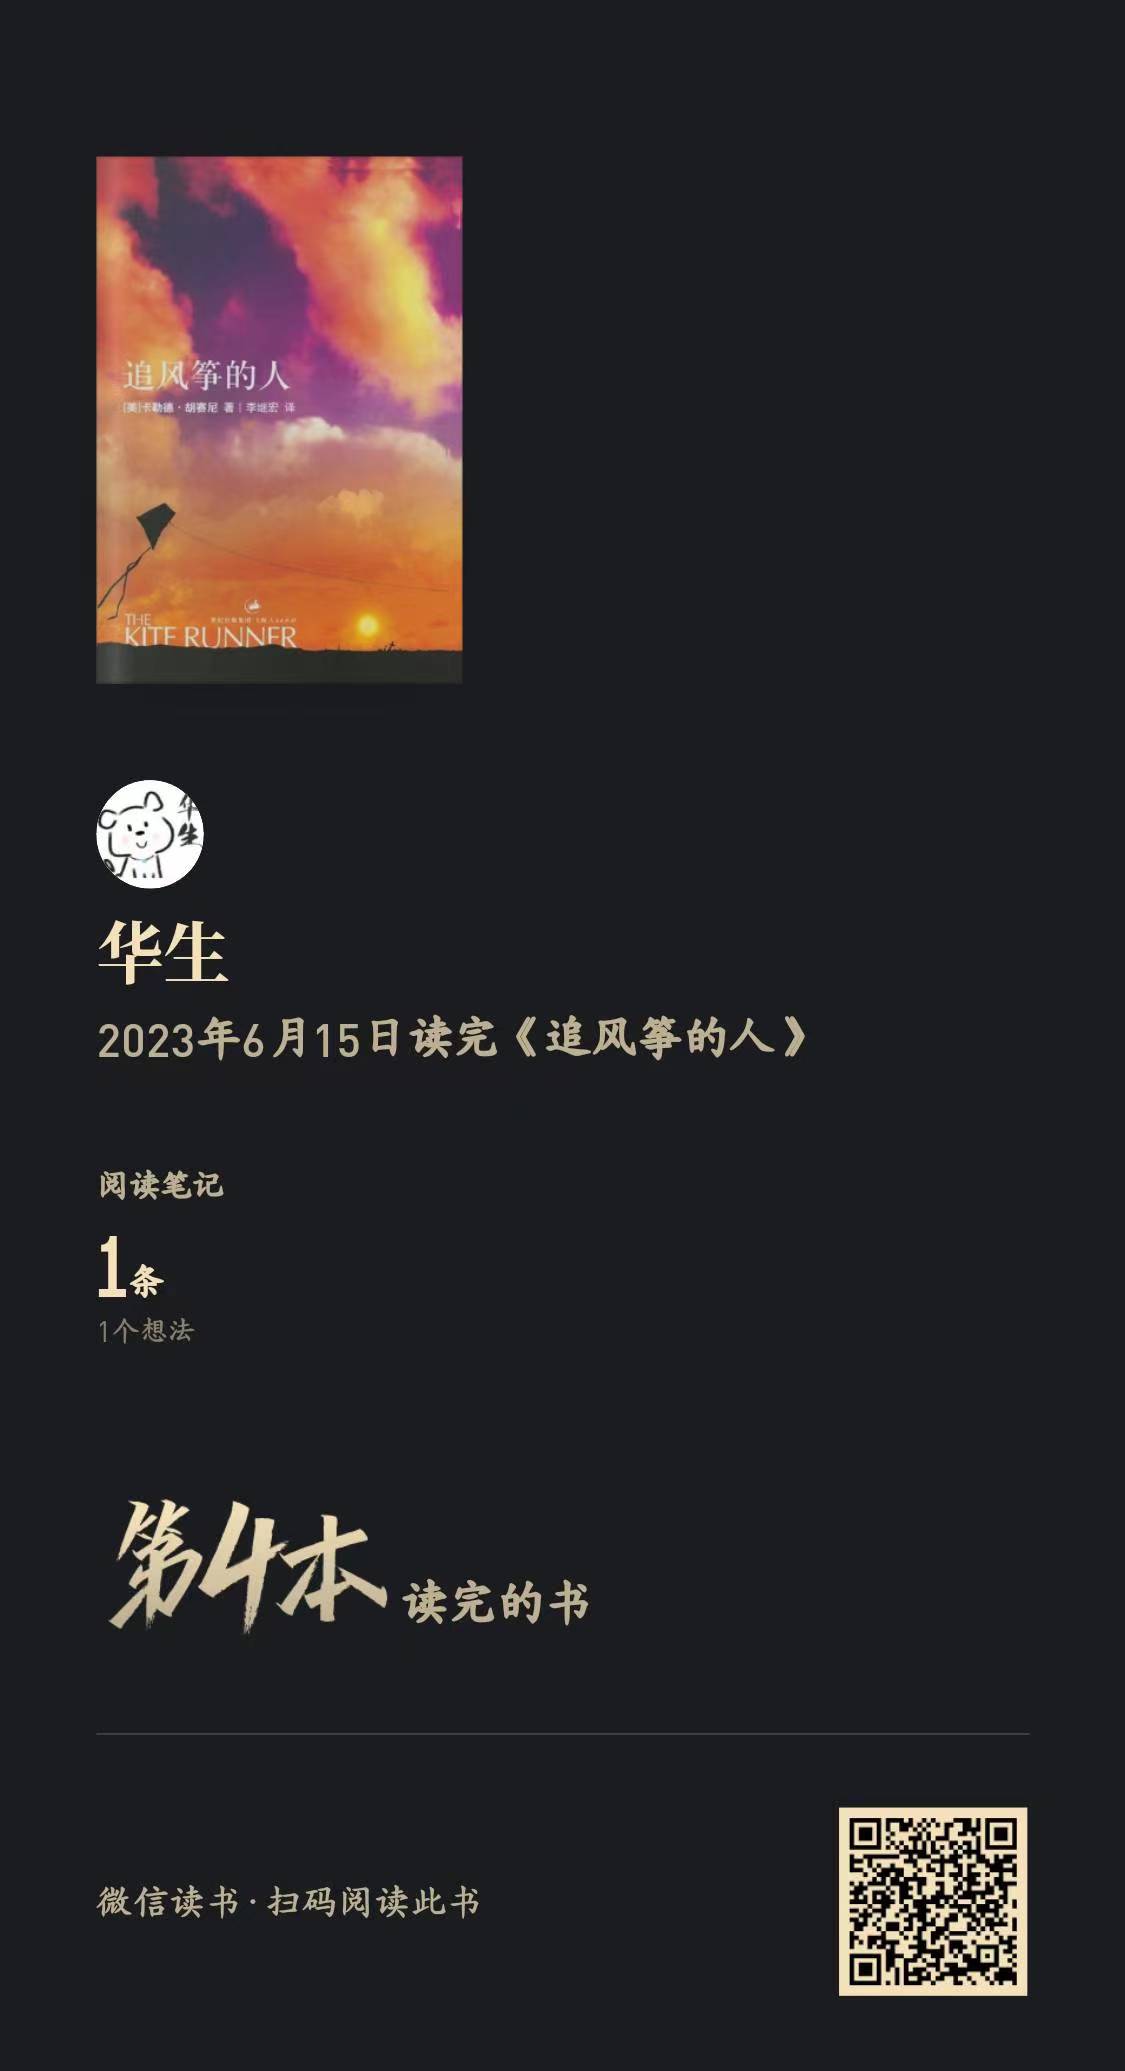 追风筝的人
[美]卡勒德·胡赛尼 著 | 李继宏 译
THE
KITE RUNNER
华生
华生
2023年6月15日读完《追风筝的人》
阅读笔记
1条
1个想法
第4本 读完的书
微信读书·扫码阅读此书